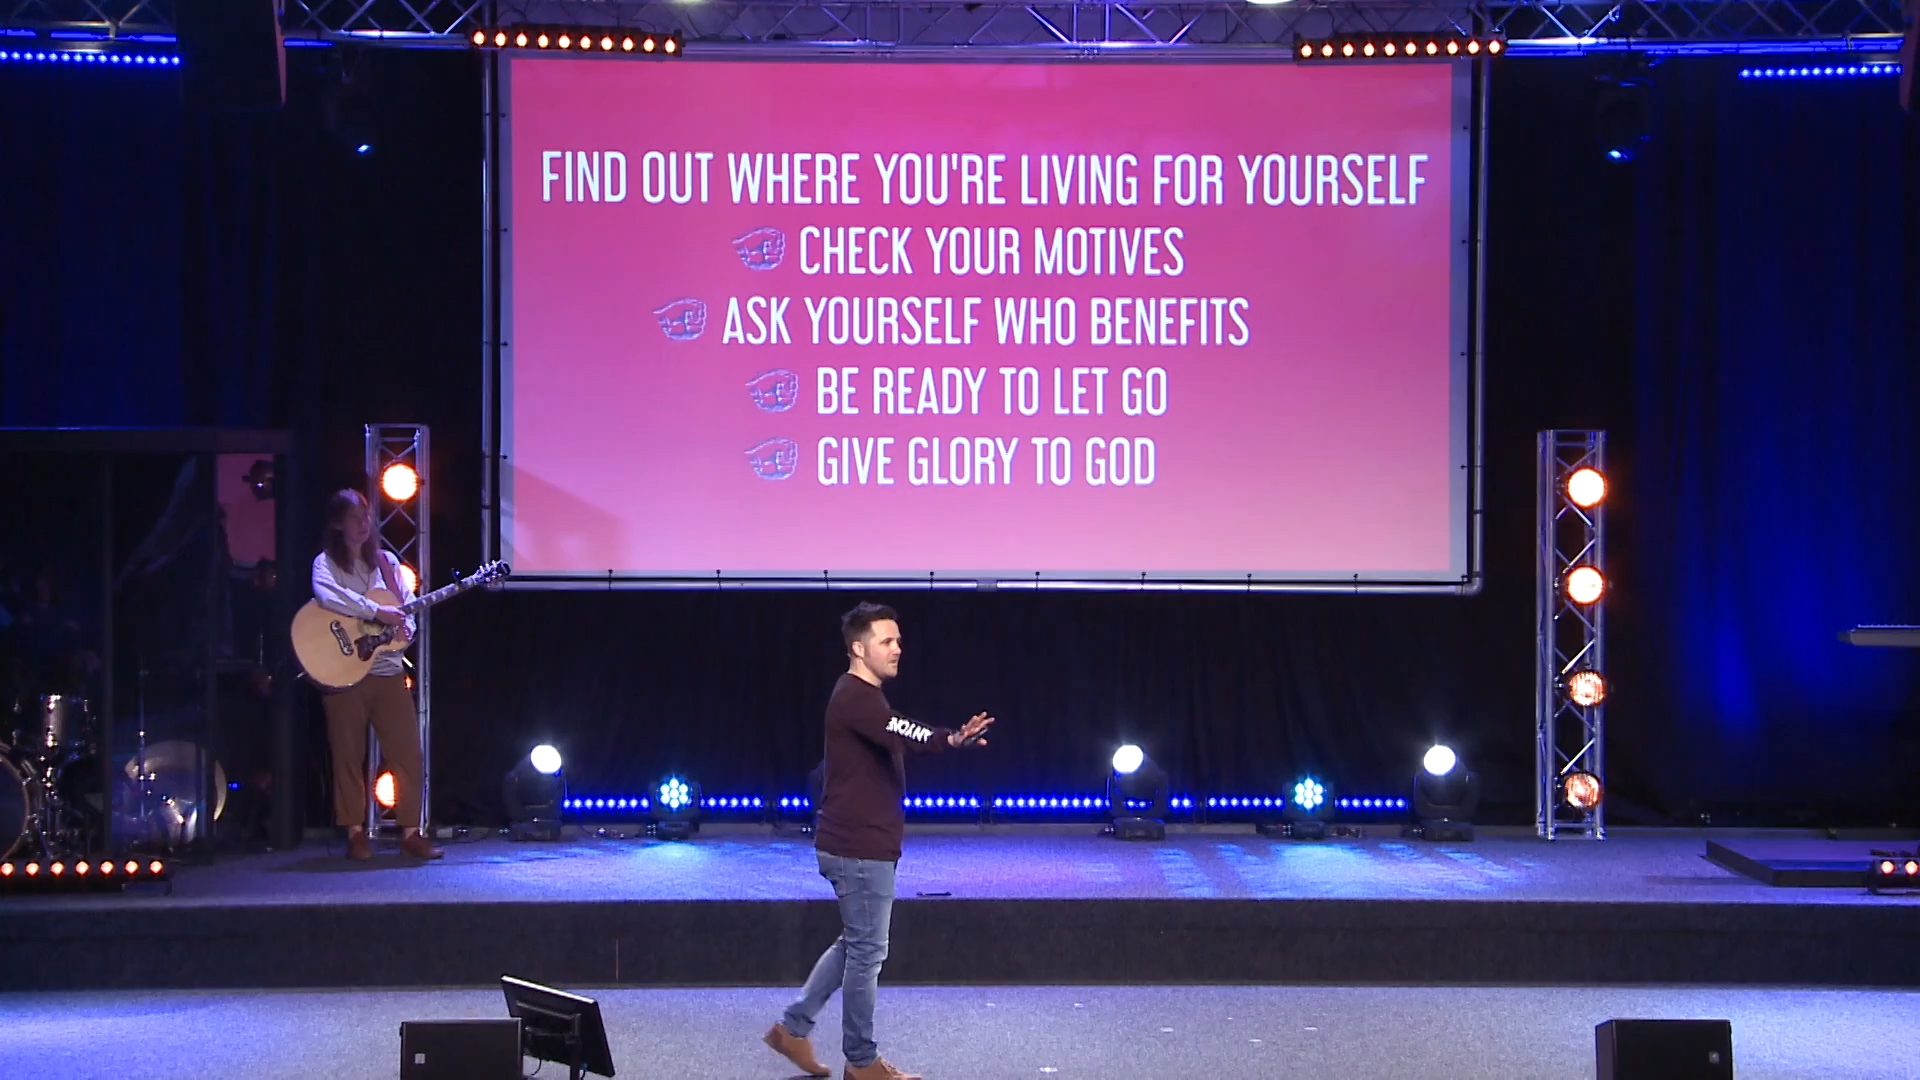 FIND OUT WHERE YOU'RE LIVING FOR YOURSELF
CHECK YOUR MOTIVES
ASK YOURSELF WHO BENEFITS
BE READY TO LET GO
GIVE GLORY TO GOD
ANYONE